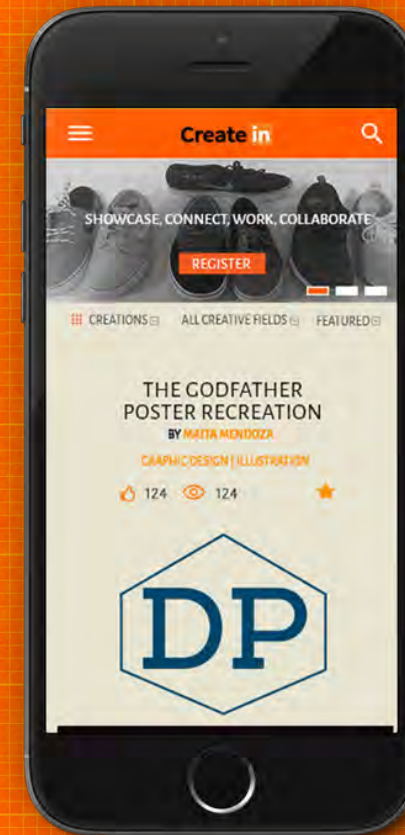 Create in
SHOWCASE, CONNECT, WORK, COLLABORATE
REGISTER
CREATIONS ALL CREATIVE FIELDS FEATURED
THE GODFATHER
POSTER RECREATION
BY MAITA MENDOZA
GRAPHIC DESIGN | ILLUSTRATION
124 124
DP